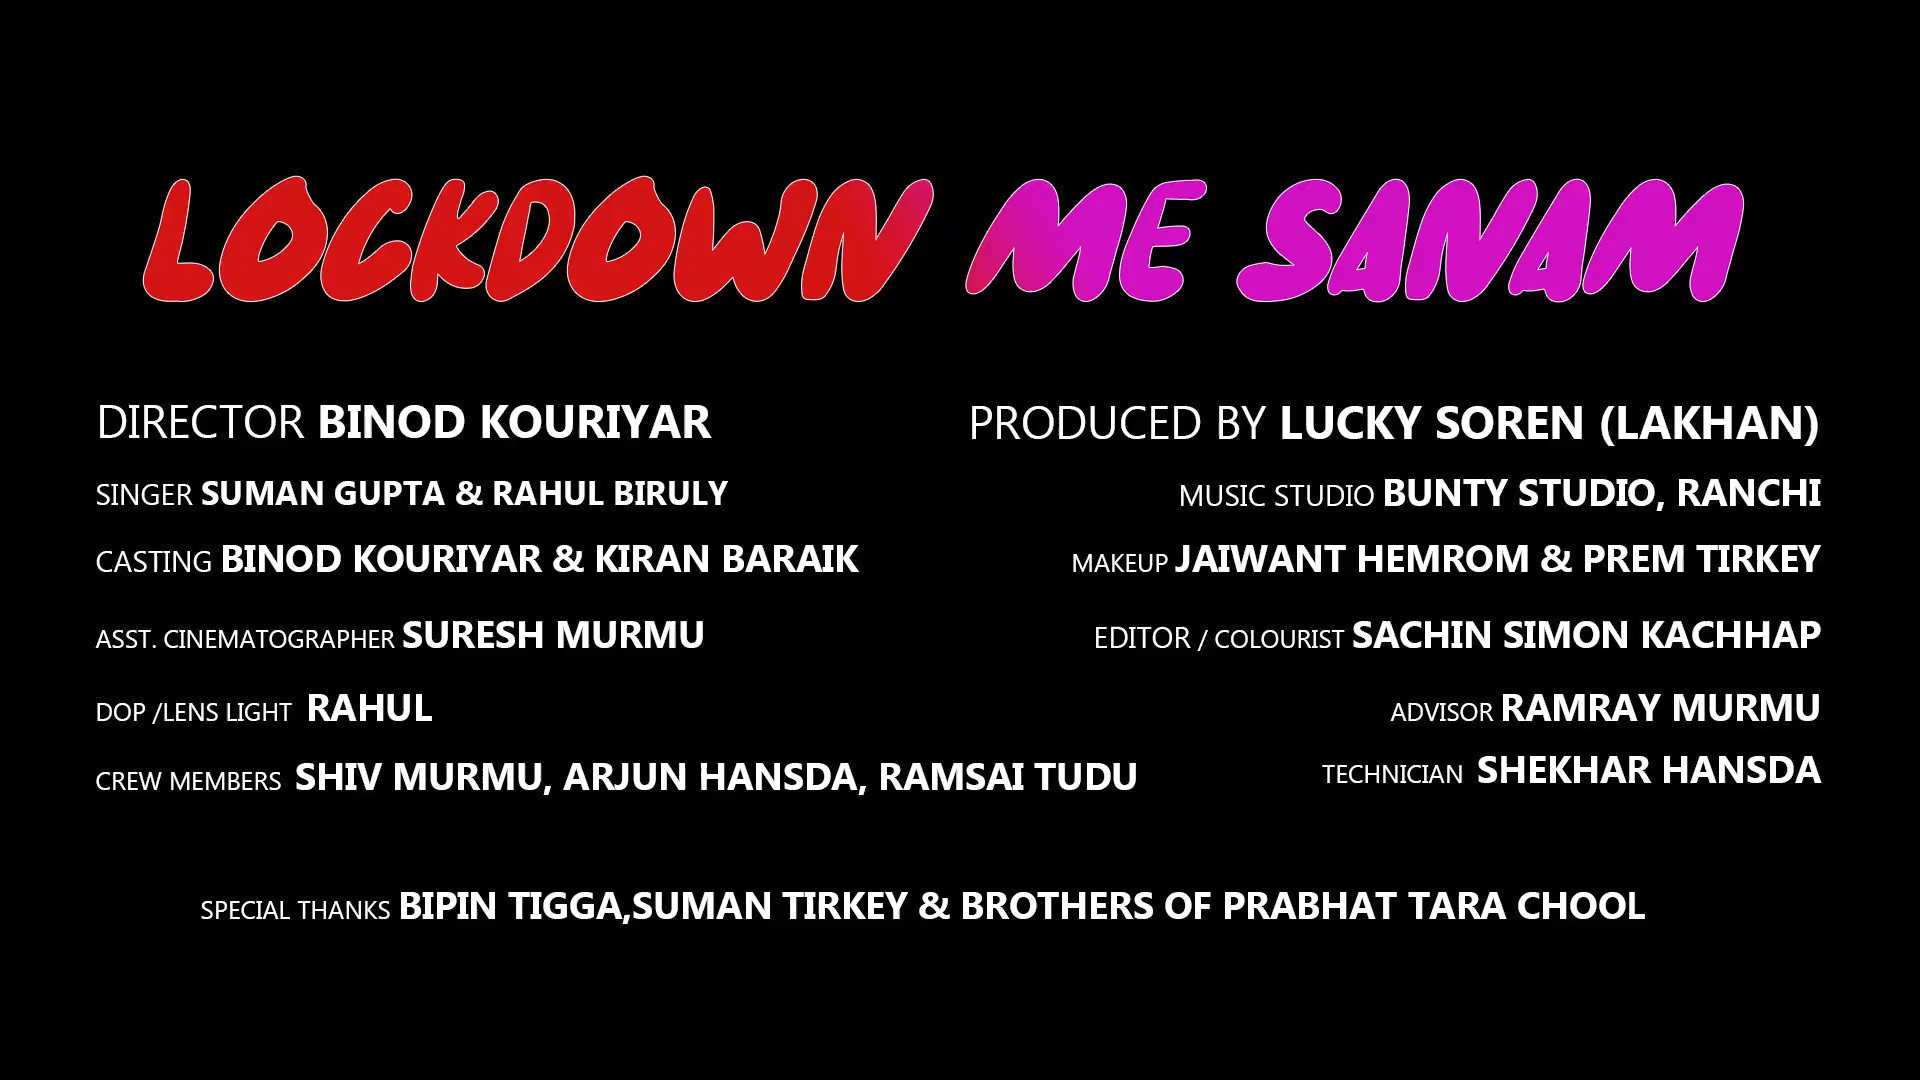 LOCKDOWN ME SANAM
DIRECTOR BINOD KOURIYAR
SINGER SUMAN GUPTA & RAHUL BIRULY
CASTING BINOD KOURIYAR & KIRAN BARAIK
ASST. CINEMATOGRAPHER SURESH MURMU
DOP /LENS LIGHT RAHUL
CREW MEMBERS SHIV MURMU, ARJUN HANSDA, RAMSAI TUDU
PRODUCED BY LUCKY SOREN (LAKHAN)
MUSIC STUDIO BUNTY STUDIO, RANCHI
MAKEUP JAIWANT HEMROM & PREM TIRKEY
EDITOR / COLOURIST SACHIN SIMON KACHHAP
ADVISOR RAMRAY MURMU
TECHNICIAN SHEKHAR HANSDA
SPECIAL THANKS BIPIN TIGGA,SUMAN TIRKEY & BROTHERS OF PRABHAT TARA CHOOL